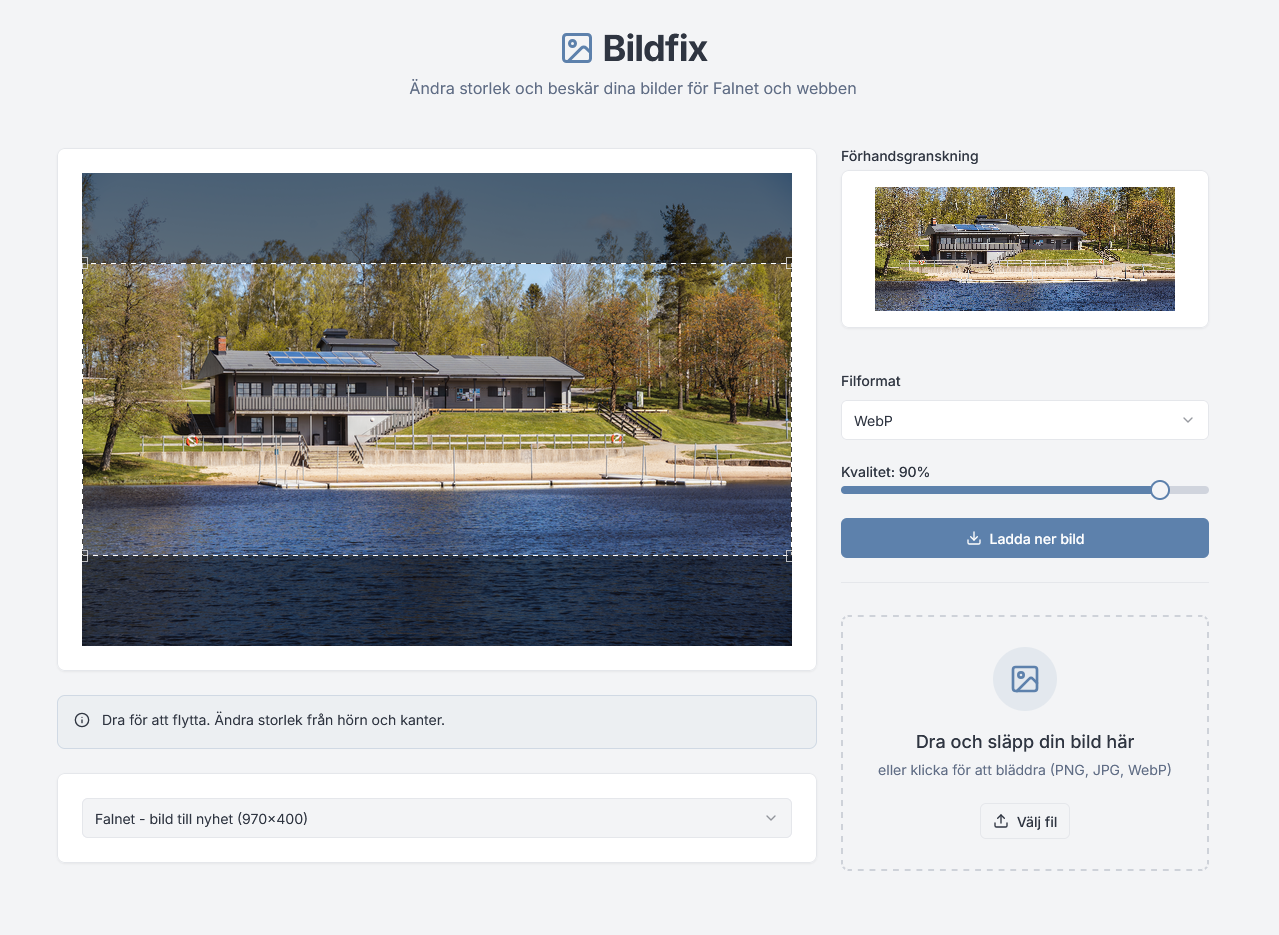 Bildfix
Ändra storlek och beskär dina bilder för Falnet och webben
Förhandsgranskning
Filformat
WebP
Kvalitet: 90%
Ladda ner bild
Dra för att flytta. Ändra storlek från hörn och kanter.
Falnet - bild till nyhet (970×400)
Dra och släpp din bild här
eller klicka för att bläddra (PNG, JPG, WebP)
Välj fil